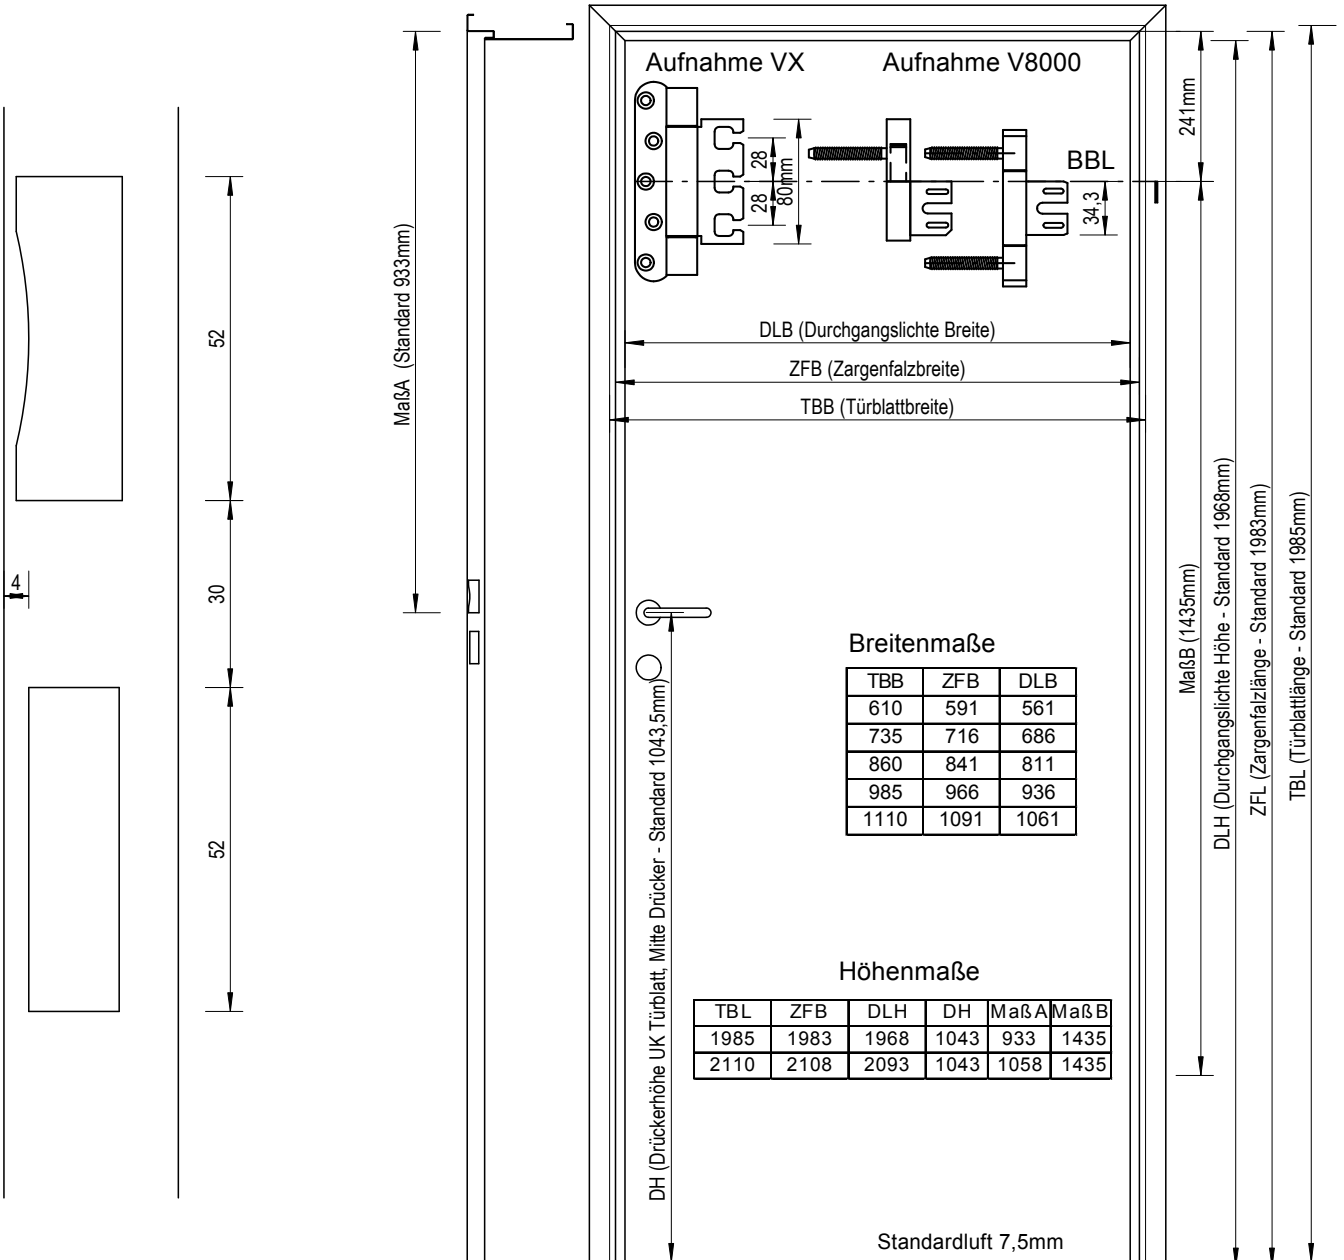 Aufnahme VX
Aufnahme V8000
241mm
BBL
28
28
80mm
34,3
52
30
52
4
MaßA (Standard 933mm)
DLB (Durchgangslichte Breite)
ZFB (Zargenfalzbreite)
TBB (Türblattbreite)
MaßB (1435mm)
DLH (Durchgangslichte Höhe - Standard 1968mm)
ZFL (Zargenfalzlänge - Standard 1983mm)
TBL (Türblattlänge - Standard 1985mm)
DH (Drückerhöhe UK Türblatt, Mitte Drücker - Standard 1043,5mm)
Breitenmaße
TBB ZFB DLB
610 591 561
735 716 686
860 841 811
985 966 936
1110 1091 1061
Höhenmaße
TBL ZFB DLH DH MaßA MaßB
1985 1983 1968 1043 933 1435
2110 2108 2093 1043 1058 1435
Standardluft 7,5mm